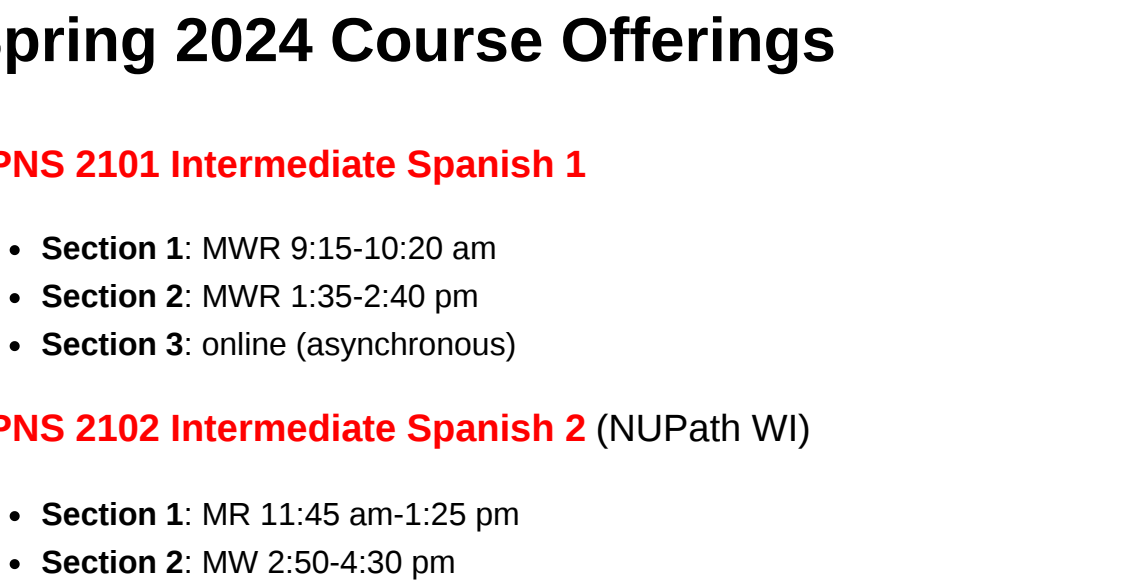 pring 2024 Course Offerings
PNS 2101 Intermediate Spanish 1
• Section 1: MWR 9:15-10:20 am
• Section 2: MWR 1:35-2:40 pm
• Section 3: online (asynchronous)
PNS 2102 Intermediate Spanish 2 (NUPath WI)
• Section 1: MR 11:45 am-1:25 pm
• Section 2: MW 2:50-4:30 pm